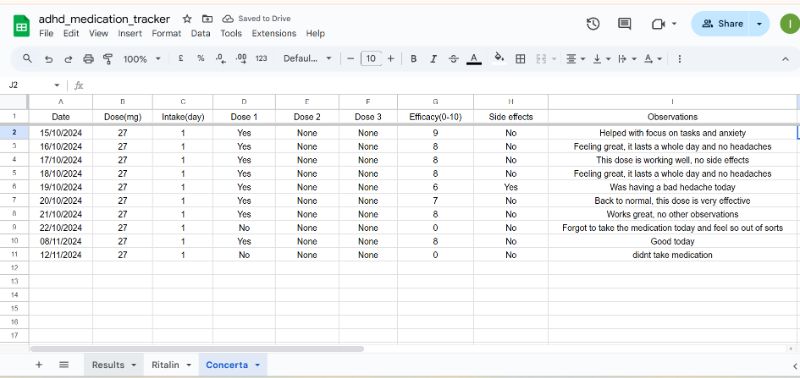 adhd_medication_tracker Saved to Drive
File Edit View Insert Format Data Tools Extensions Help
Share
I
100% £ % .0 .00 123 Defaul... 10 B I A
J2 fx
A B C D E F G H I
1 Date Dose(mg) Intake(day) Dose 1 Dose 2 Dose 3 Efficacy(0-10) Side effects Observations
2 15/10/2024 27 1 Yes None None 9 No Helped with focus on tasks and anxiety
3 16/10/2024 27 1 Yes None None 8 No Feeling great, it lasts a whole day and no headaches
4 17/10/2024 27 1 Yes None None 8 No This dose is working well, no side effects
5 18/10/2024 27 1 Yes None None 8 No Feeling great, it lasts a whole day and no headaches
6 19/10/2024 27 1 Yes None None 6 Yes Was having a bad hedache today
7 20/10/2024 27 1 Yes None None 7 No Back to normal, this dose is very effective
8 21/10/2024 27 1 Yes None None 8 No Works great, no other observations
9 22/10/2024 27 1 No None None 0 No Forgot to take the medication today and feel so out of sorts
10 08/11/2024 27 1 Yes None None 8 No Good today
11 12/11/2024 27 1 No None None 0 No didnt take medication
12
13
14
15
16
17
Results Ritalin Concerta